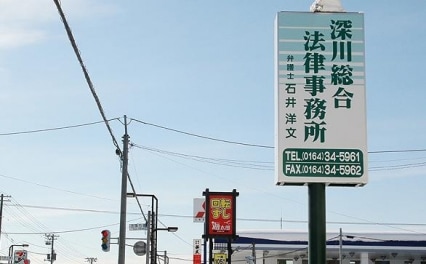 深川総合
法律事務所
弁護士 石井洋文
TEL.(0164)34-5961
FAX.(0164)34-5962
回転
すし